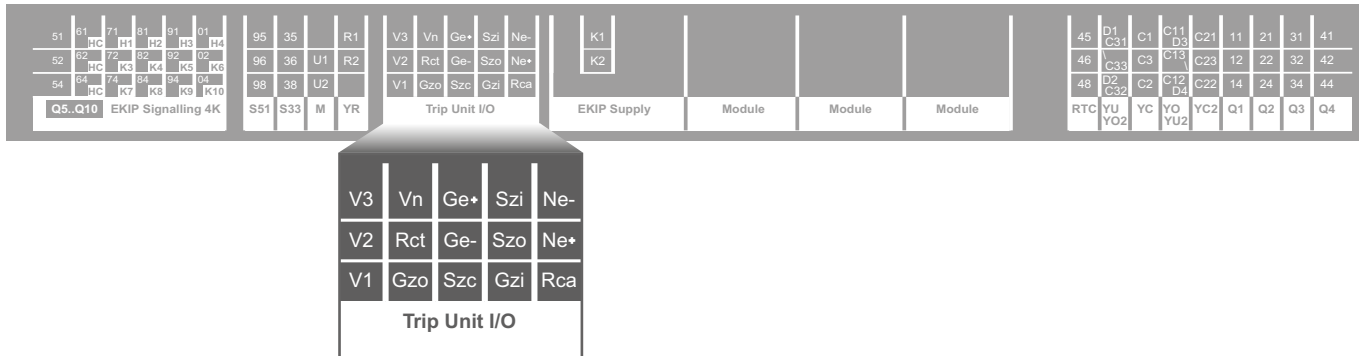 51 61 71 81 91 01
HC H1 H2 H3 H4
52 62 72 82 92 02
HC K3 K4 K5 K6
54 64 74 84 94 04
HC K7 K8 K9 K10
Q5..Q10 EKIP Signalling 4K
95 35 R1
96 36 U1 R2
98 38 U2
S51 S33 M YR
V3 Vn Ge+ Szi Ne-
V2 Rct Ge- Szo Ne+
V1 Gzo Szc Gzi Rca
Trip Unit I/O
K1
K2
EKIP Supply
Module
Module
Module
45 D1 C1 C11 C21 11 21 31 41
C31 D3
46 \ C3 C13 C23 12 22 32 42
C33 \
48 D2 C2 C12 C22 14 24 34 44
C32 D4
RTC YU YC YO YC2 Q1 Q2 Q3 Q4
YO2 YU2
V3 Vn Ge+ Szi Ne-
V2 Rct Ge- Szo Ne+
V1 Gzo Szc Gzi Rca
Trip Unit I/O